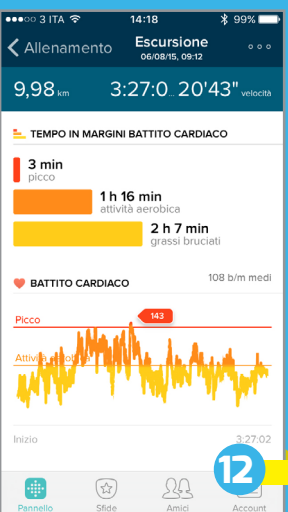 3 ITA 14:18 99%
Allenamento Escursione
06/08/15, 09:12
9,98 km 3:27:0... 20'43" velocità
TEMPO IN MARGINI BATTITO CARDIACO
3 min
picco
1 h 16 min
attività aerobica
2 h 7 min
grassi bruciati
BATTITO CARDIACO 108 b/m medi
143
Picco
Attività aerobica
Inizio 3:27:02
12
Pannello Sfide Amici Account